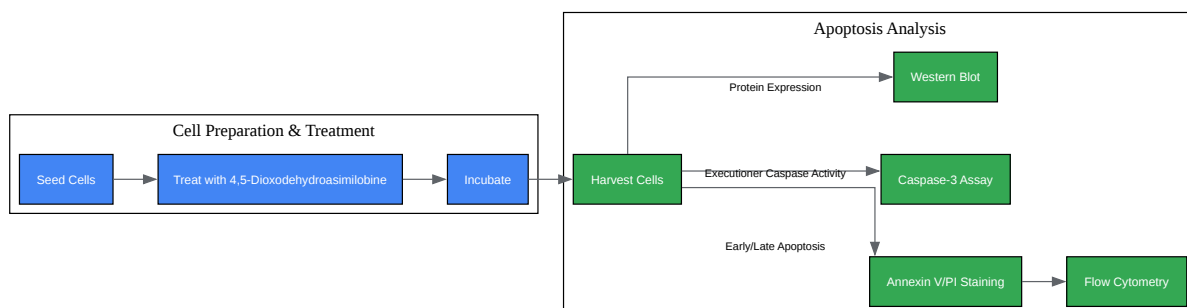 Apoptosis Analysis
Western Blot
Protein Expression
Cell Preparation & Treatment
Seed Cells
Treat with 4,5-Dioxodehydroasimilobine
Incubate
Harvest Cells
Executioner Caspase Activity
Caspase-3 Assay
Early/Late Apoptosis
Annexin V/PI Staining
Flow Cytometry